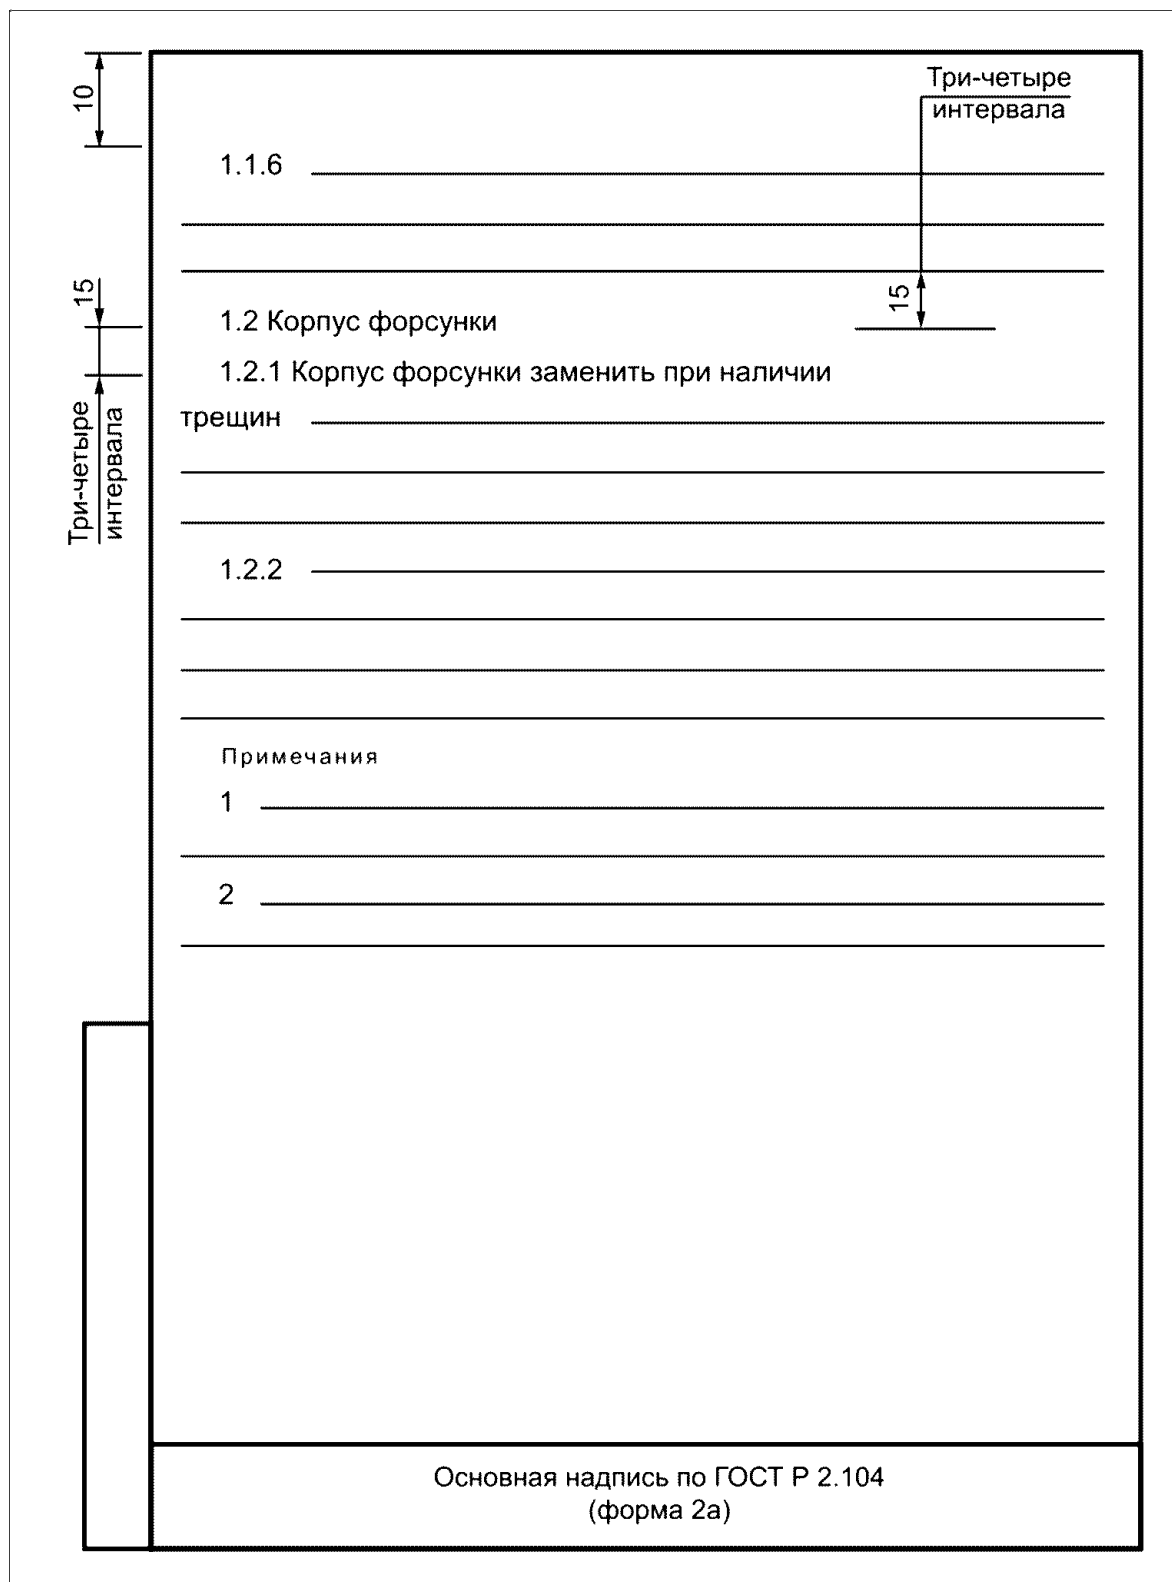 10
Три-четыре
интервала
1.1.6
15
15
1.2 Корпус форсунки
1.2.1 Корпус форсунки заменить при наличии
трещин
Три-четыре
интервала
1.2.2
Примечания
1
2
Основная надпись по ГОСТ Р 2.104
(форма 2а)